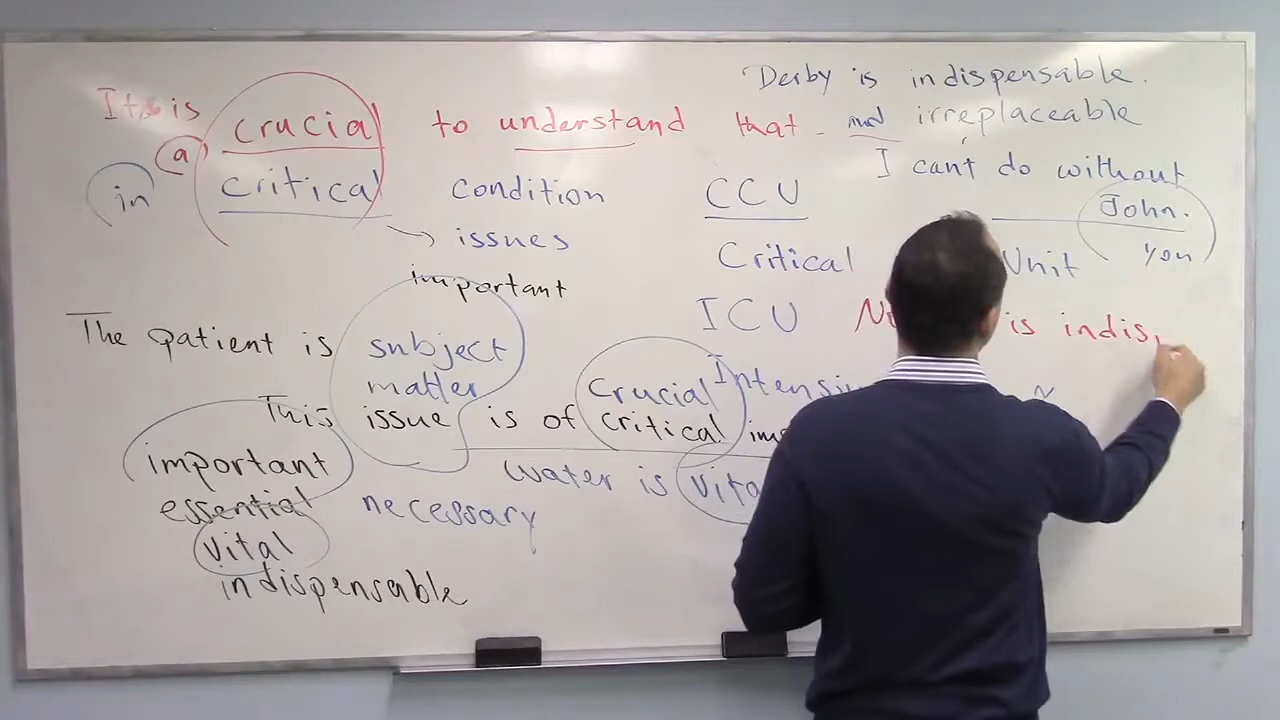 Derby is indispensable.
It is crucial to understand that and irreplaceable
a
I can't do without
in critical condition CCU John.
issues Critical Unit you
important ICU is indis
The patient is subject
matter Crucial
This issue is of critical
important water is
essential necessary
vital
indispensable